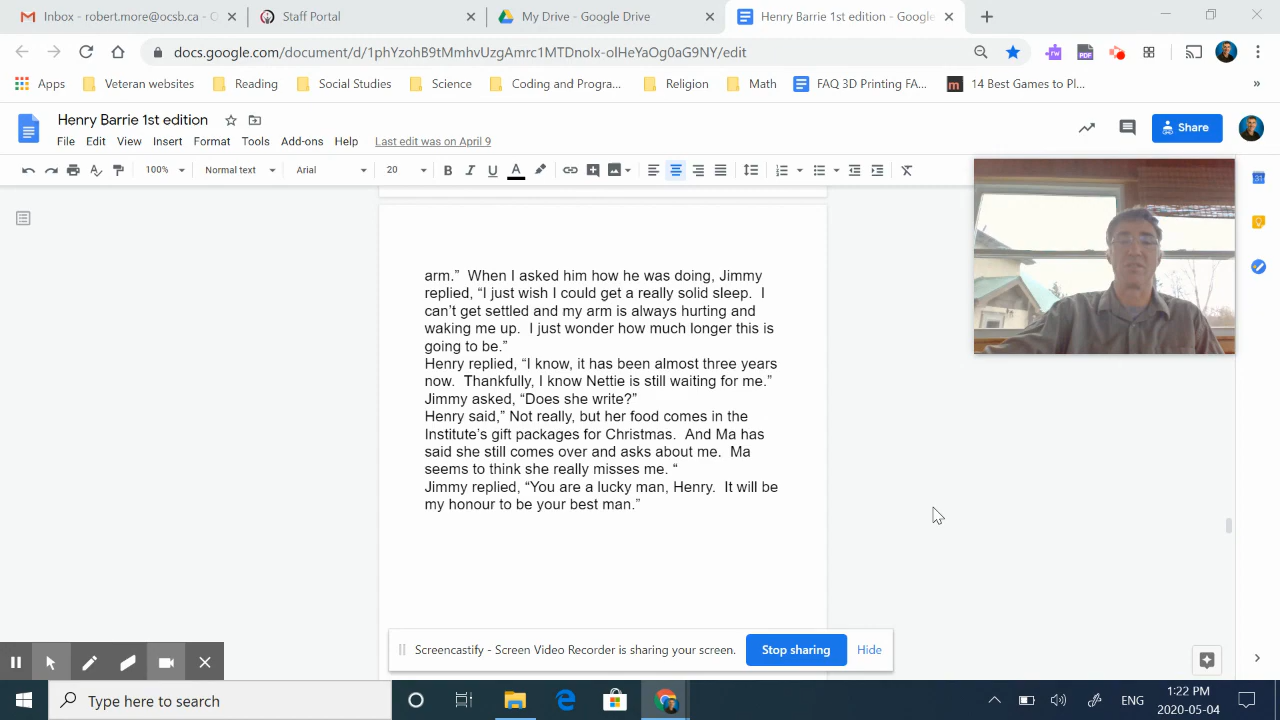 Inbox - robert.more@ocsb.ca - G
Staff Portal
My Drive - Google Drive
Henry Barrie 1st edition - Google
docs.google.com/document/d/1phYzohB9tMmhvUzgAmrc1MTDnoIx-olHeYaOg0aG9NY/edit
Apps
Veteran websites
Reading
Social Studies
Science
Coding and Progra...
Religion
Math
FAQ 3D Printing FA...
14 Best Games to Pl...
»
Henry Barrie 1st edition
File Edit View Insert Format Tools Add-ons Help Last edit was on April 9
Share
100% Normal text Arial 20 B I U A
arm.”  When I asked him how he was doing, Jimmy
replied, “I just wish I could get a really solid sleep.  I
can’t get settled and my arm is always hurting and
waking me up.  I just wonder how much longer this is
going to be.”
Henry replied, “I know, it has been almost three years
now.  Thankfully, I know Nettie is still waiting for me.”
Jimmy asked, “Does she write?”
Henry said,” Not really, but her food comes in the
Institute’s gift packages for Christmas.  And Ma has
said she still comes over and asks about me.  Ma
seems to think she really misses me. “
Jimmy replied, “You are a lucky man, Henry.  It will be
my honour to be your best man.”
Screencastify - Screen Video Recorder is sharing your screen.
Stop sharing
Hide
Type here to search
ENG
1:22 PM
2020-05-04